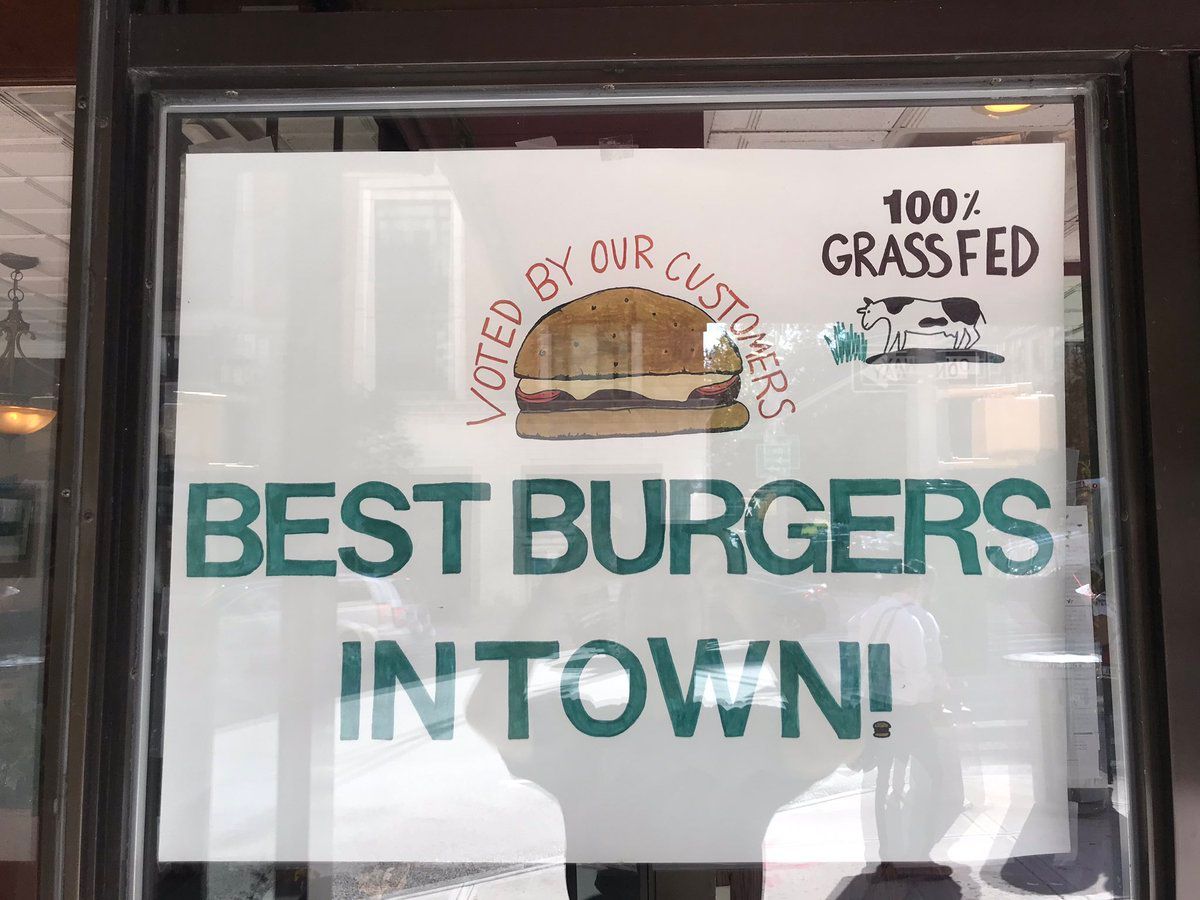 100%
GRASSFED
VOTED BY OUR CUSTOMERS
BEST BURGERS
IN TOWN!